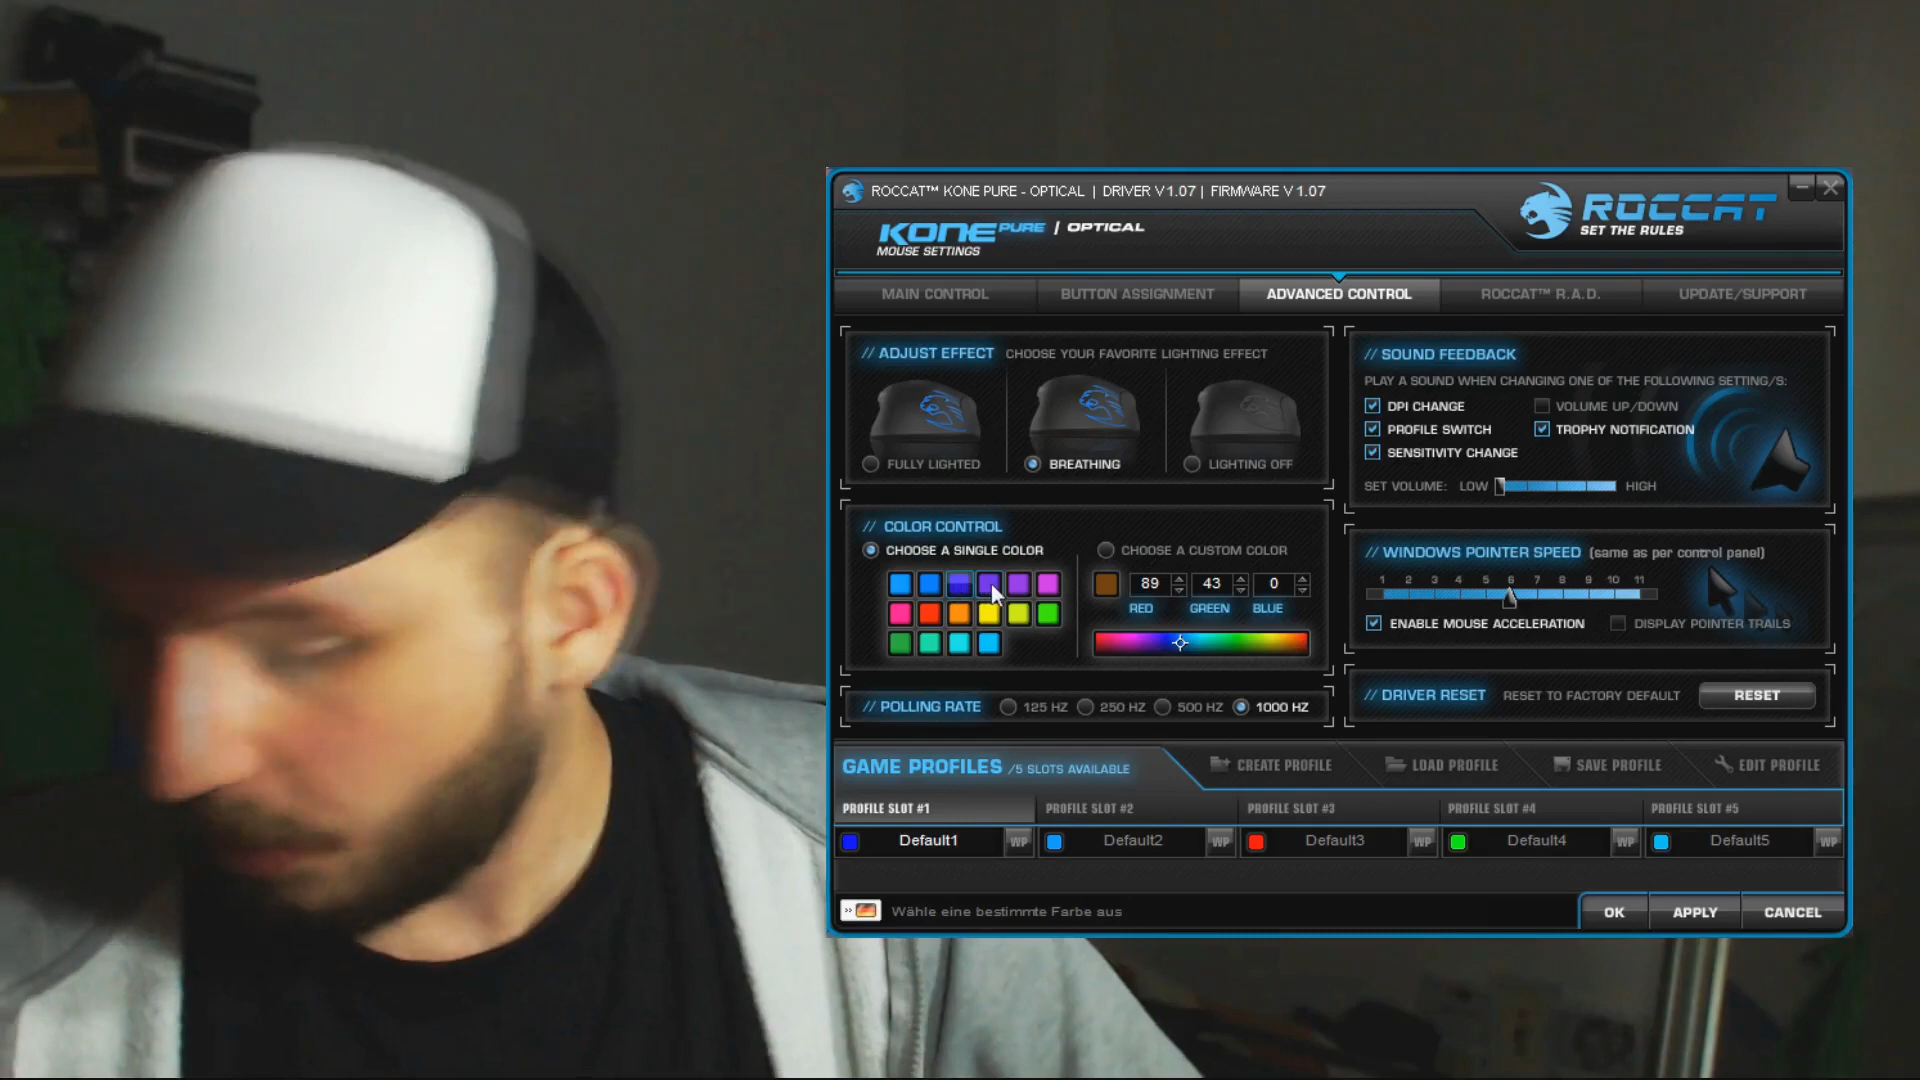 ROCCAT™ KONE PURE - OPTICAL | DRIVER V 1.07 | FIRMWARE V 1.07
ROCCAT
SET THE RULES
KONE PURE / OPTICAL
MOUSE SETTINGS
MAIN CONTROL
BUTTON ASSIGNMENT
ADVANCED CONTROL
ROCCAT™ R.A.D.
UPDATE/SUPPORT
// ADJUST EFFECT CHOOSE YOUR FAVORITE LIGHTING EFFECT
FULLY LIGHTED
BREATHING
LIGHTING OFF
// COLOR CONTROL
CHOOSE A SINGLE COLOR
CHOOSE A CUSTOM COLOR
89 43 0
RED GREEN BLUE
// POLLING RATE 125 HZ 250 HZ 500 HZ 1000 HZ
// SOUND FEEDBACK
PLAY A SOUND WHEN CHANGING ONE OF THE FOLLOWING SETTING/S:
DPI CHANGE
VOLUME UP/DOWN
PROFILE SWITCH
TROPHY NOTIFICATION
SENSITIVITY CHANGE
SET VOLUME: LOW HIGH
// WINDOWS POINTER SPEED (same as per control panel)
1 2 3 4 5 6 7 8 9 10 11
ENABLE MOUSE ACCELERATION
DISPLAY POINTER TRAILS
// DRIVER RESET RESET TO FACTORY DEFAULT RESET
GAME PROFILES /5 SLOTS AVAILABLE
CREATE PROFILE
LOAD PROFILE
SAVE PROFILE
EDIT PROFILE
PROFILE SLOT #1
PROFILE SLOT #2
PROFILE SLOT #3
PROFILE SLOT #4
PROFILE SLOT #5
Default1 WP
Default2 WP
Default3 WP
Default4 WP
Default5 WP
Wähle eine bestimmte Farbe aus
OK
APPLY
CANCEL